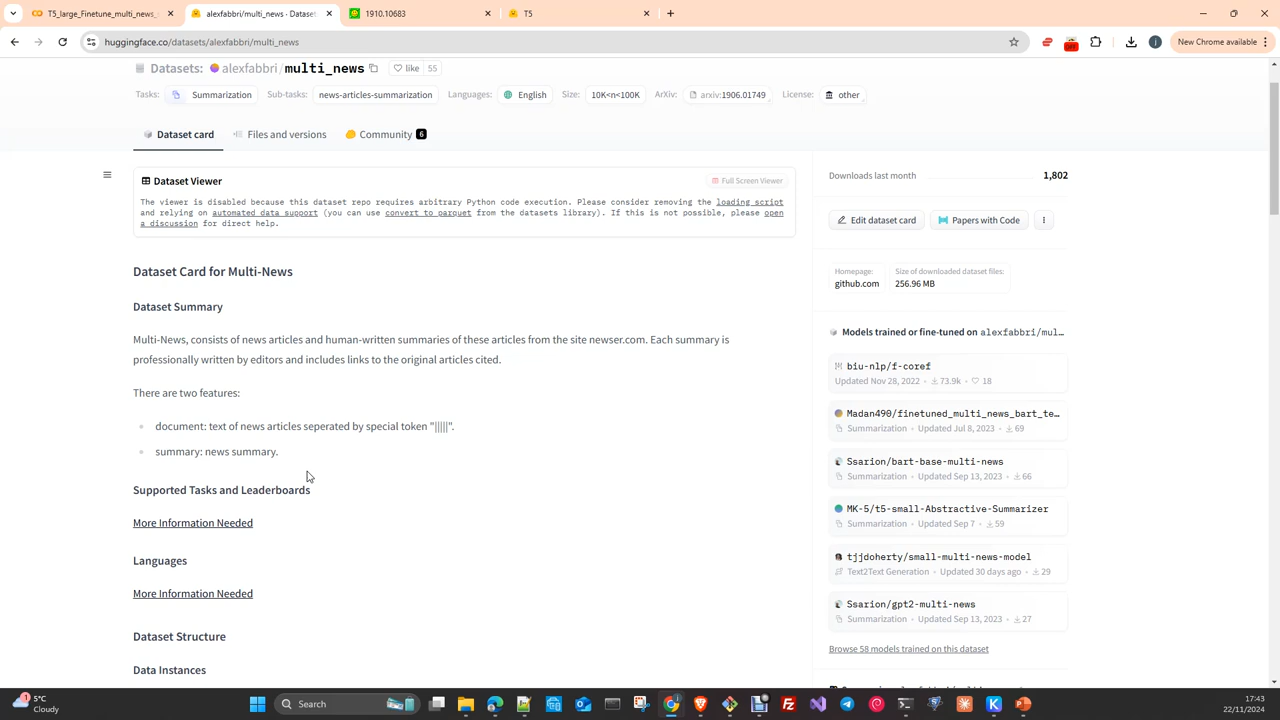 T5_large_Finetune_multi_news_
alexfabbri/multi_news · Datase
1910.10683
T5
huggingface.co/datasets/alexfabbri/multi_news
OFF
New Chrome available
Datasets: alexfabbri/multi_news like 55
Tasks: Summarization Sub-tasks: news-articles-summarization Languages: English Size: 10K<n<100K ArXiv: arxiv:1906.01749 License: other
Dataset card Files and versions Community 6
Dataset Viewer Full Screen Viewer
The viewer is disabled because this dataset repo requires arbitrary Python code execution. Please consider removing the loading script
and relying on automated data support (you can use convert to parquet from the datasets library). If this is not possible, please open
a discussion for direct help.
Dataset Card for Multi-News
Dataset Summary
Multi-News, consists of news articles and human-written summaries of these articles from the site newser.com. Each summary is
professionally written by editors and includes links to the original articles cited.
There are two features:
document: text of news articles seperated by special token "|||||".
summary: news summary.
Supported Tasks and Leaderboards
More Information Needed
Languages
More Information Needed
Dataset Structure
Data Instances
Downloads last month 1,802
Edit dataset card Papers with Code
Homepage: Size of downloaded dataset files:
github.com 256.96 MB
Models trained or fine-tuned on alexfabbri/mul…
biu-nlp/f-coref
Updated Nov 28, 2022 • 73.9k • 18
Madan490/finetuned_multi_news_bart_te…
Summarization • Updated Jul 8, 2023 • 69
Ssarion/bart-base-multi-news
Summarization • Updated Sep 13, 2023 • 66
MK-5/t5-small-Abstractive-Summarizer
Summarization • Updated Sep 7 • 59
tjjdoherty/small-multi-news-model
Text2Text Generation • Updated 30 days ago • 29
Ssarion/gpt2-multi-news
Summarization • Updated Sep 13, 2023 • 27
Browse 58 models trained on this dataset
5°C
Cloudy
Search
17:43
22/11/2024